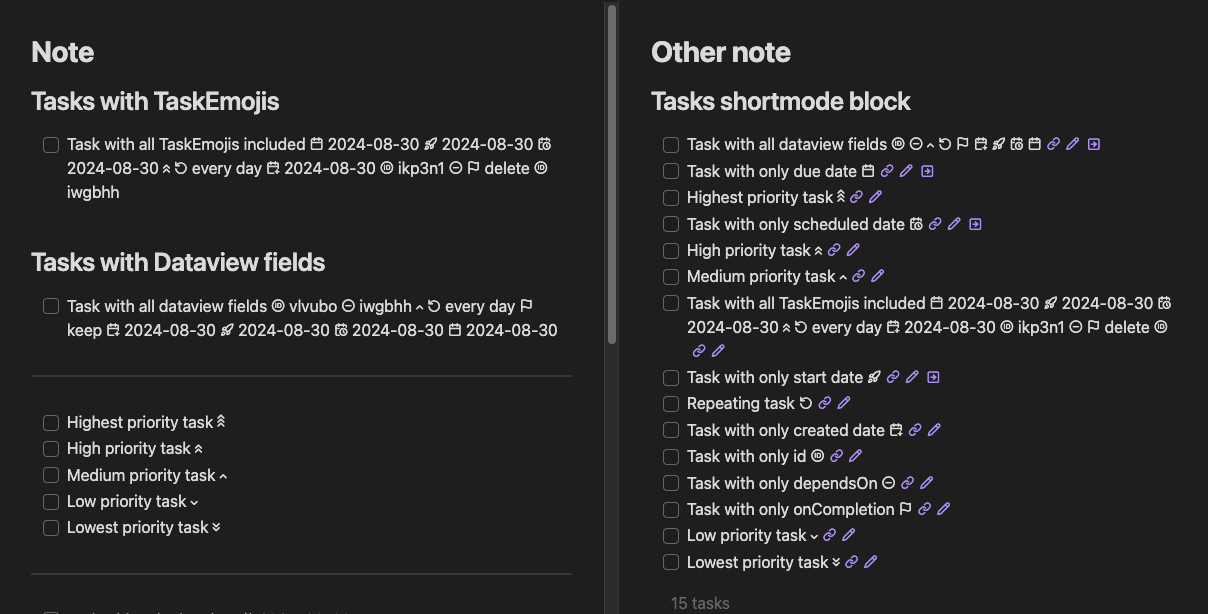 Note
Tasks with TaskEmojis
Task with all TaskEmojis included 2024-08-30 2024-08-30
2024-08-30 every day 2024-08-30 ikp3n1 delete
iwgbhh
Tasks with Dataview fields
Task with all dataview fields vlvubo iwgbhh every day
keep 2024-08-30 2024-08-30 2024-08-30 2024-08-30
Highest priority task
High priority task
Medium priority task
Low priority task
Lowest priority task
Other note
Tasks shortmode block
Task with all dataview fields
Task with only due date
Highest priority task
Task with only scheduled date
High priority task
Medium priority task
Task with all TaskEmojis included 2024-08-30 2024-08-30
2024-08-30 every day 2024-08-30 ikp3n1 delete
Task with only start date
Repeating task
Task with only created date
Task with only id
Task with only dependsOn
Task with only onCompletion
Low priority task
Lowest priority task
15 tasks